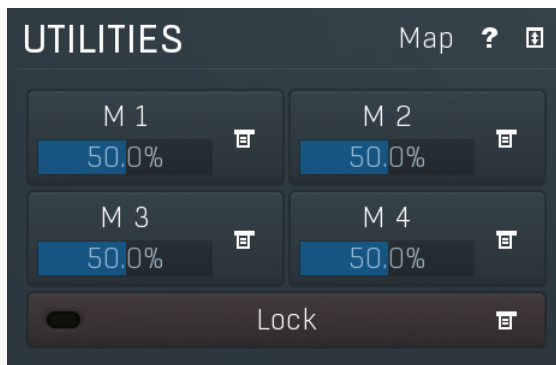 UTILITIES Map ?
M 1 M 2
50.0% 50.0%
M 3 M 4
50.0% 50.0%
Lock